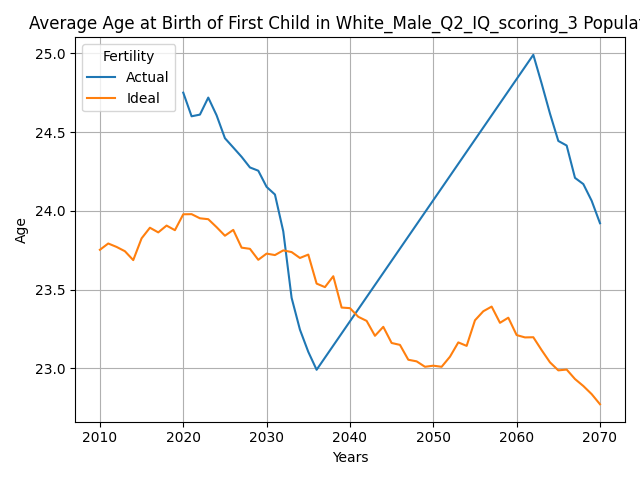 Average Age at Birth of First Child in White_Male_Q2_IQ_scoring_3 Popula
Fertility
Actual
Ideal
25.0
24.5
24.0
23.5
23.0
Age
2010 2020 2030 2040 2050 2060 2070
Years